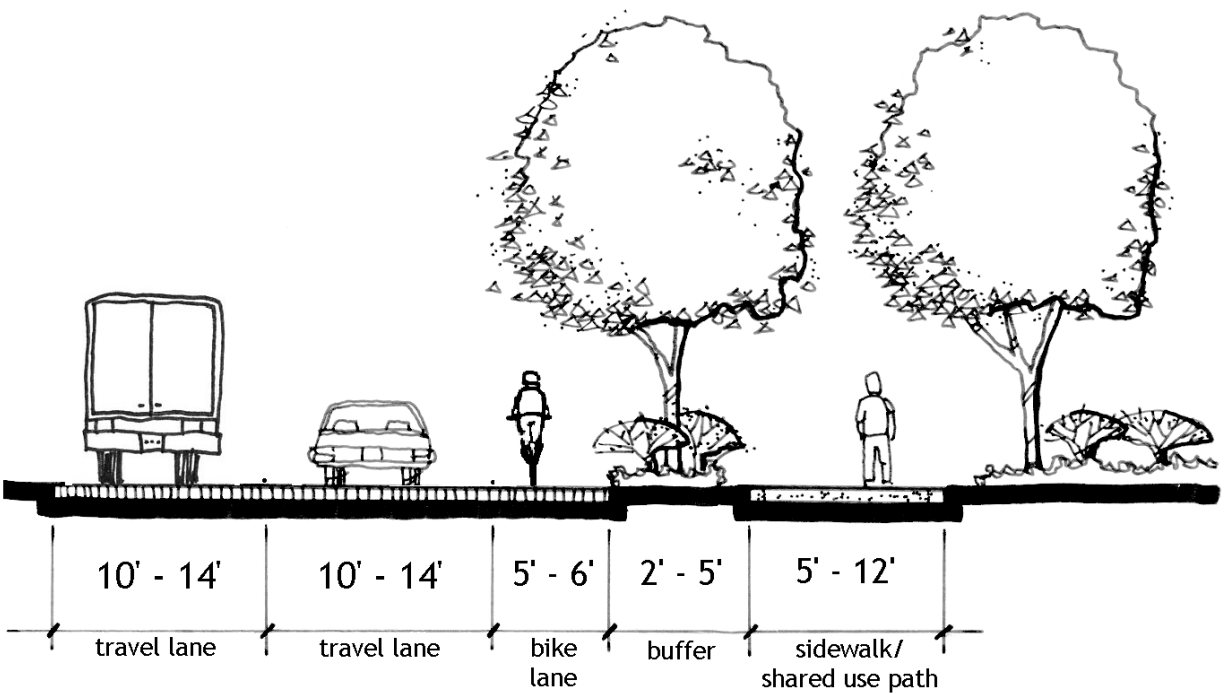 10' - 14' 10' - 14' 5' - 6' 2' - 5' 5' - 12'
travel lane travel lane bike lane buffer sidewalk/ shared use path